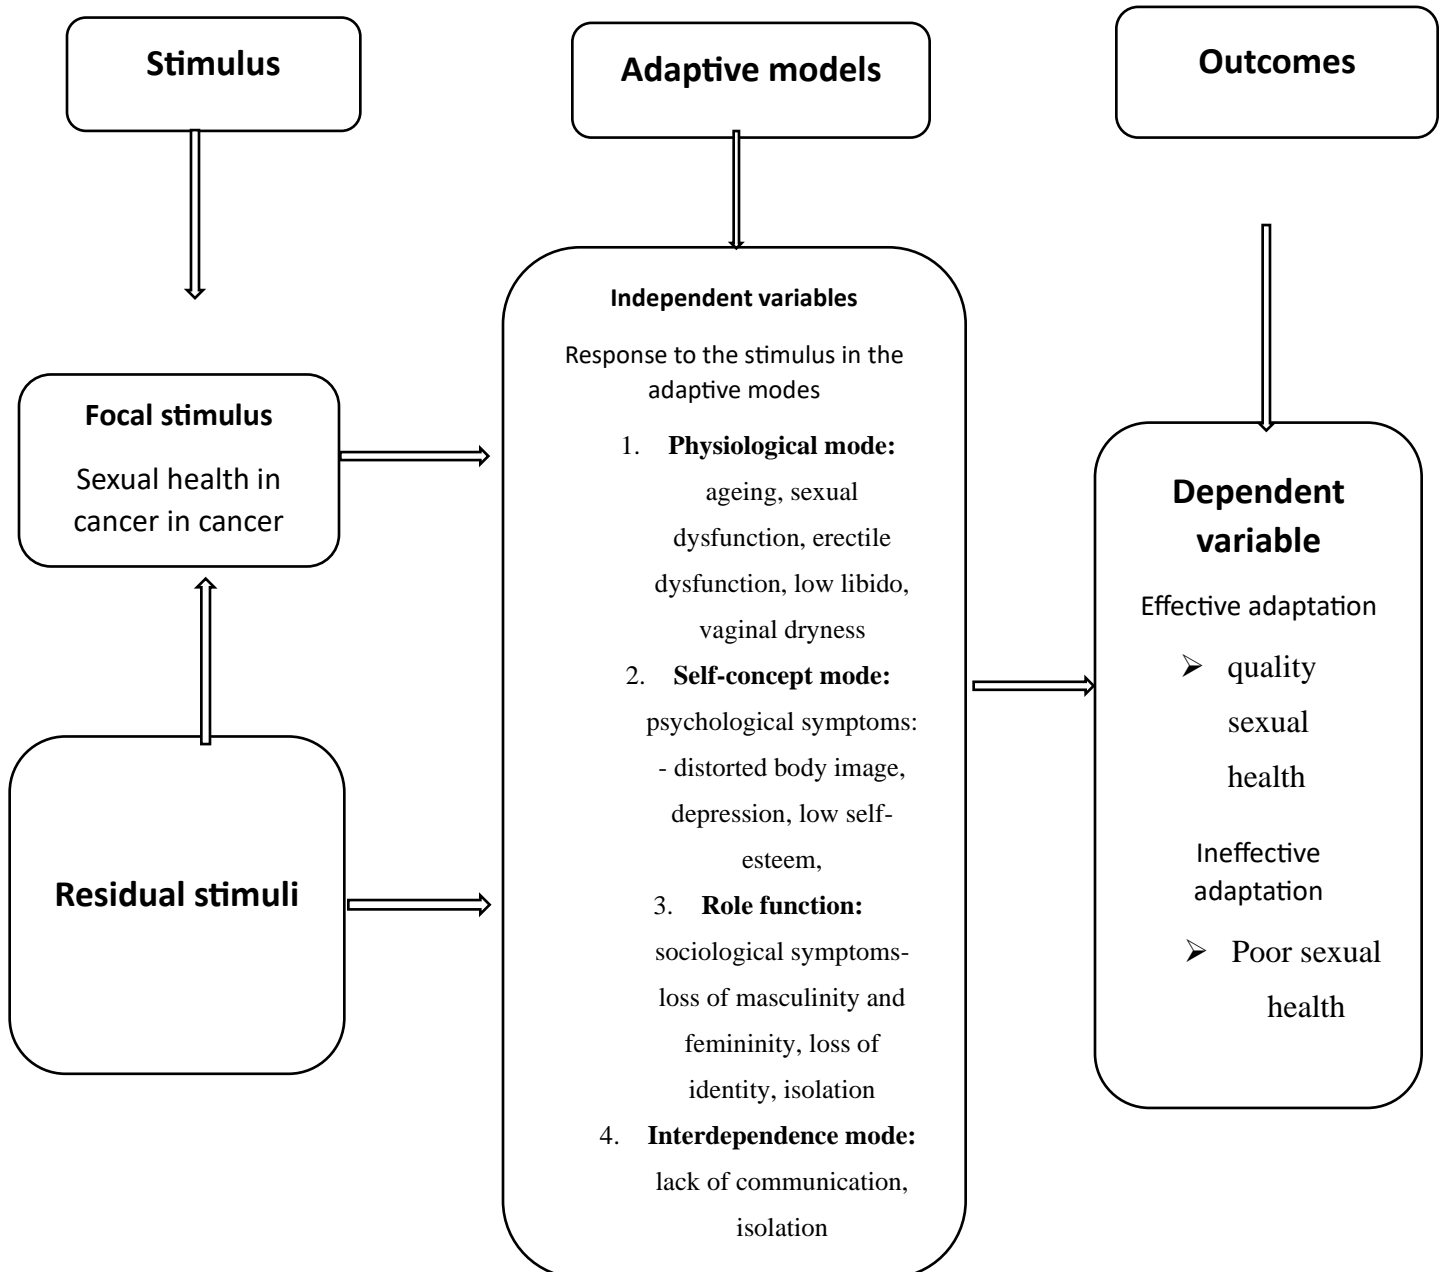 Stimulus
Adaptive models
Outcomes
Focal stimulus
Sexual health in
cancer in cancer
Residual stimuli
Independent variables
Response to the stimulus in the
adaptive modes
1. Physiological mode:
ageing, sexual
dysfunction, erectile
dysfunction, low libido,
vaginal dryness
2. Self-concept mode:
psychological symptoms:
- distorted body image,
depression, low self-
esteem,
3. Role function:
sociological symptoms-
loss of masculinity and
femininity, loss of
identity, isolation
4. Interdependence mode:
lack of communication,
isolation
Dependent
variable
Effective adaptation
➢ quality
sexual
health
Ineffective
adaptation
➢ Poor sexual
health